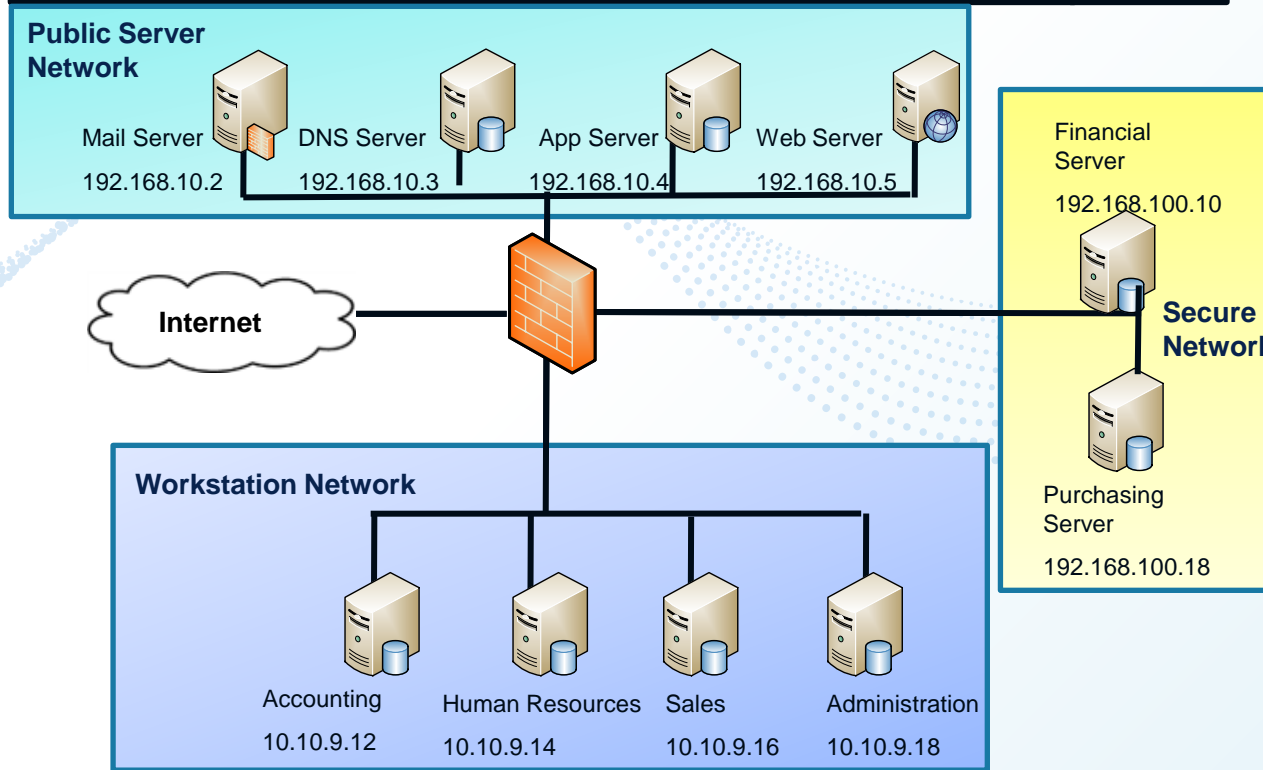 Public Server
Network
Mail Server
192.168.10.2
DNS Server
192.168.10.3
App Server
192.168.10.4
Web Server
192.168.10.5
Financial
Server
192.168.100.10
Internet
Secure
Network
Purchasing
Server
192.168.100.18
Workstation Network
Accounting
10.10.9.12
Human Resources
10.10.9.14
Sales
10.10.9.16
Administration
10.10.9.18